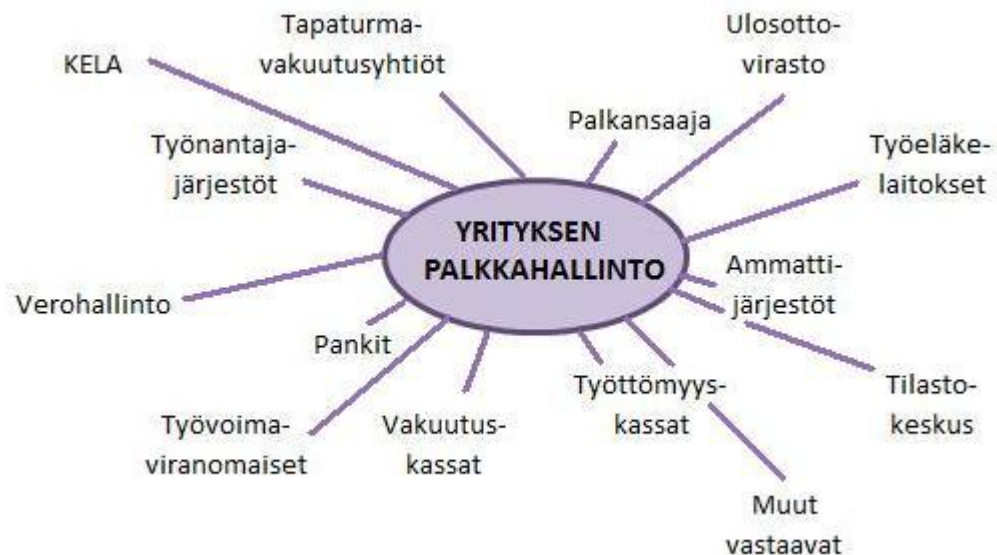 Tapaturma-
vakuutusyhtiöt
Ulosotto-
virasto
KELA
Palkansaaja
Työnantaja-
järjestöt
Työeläke-
laitokset
YRITYKSEN
PALKKAHALLINTO
Ammatti-
järjestöt
Verohallinto
Pankit
Työttömyys-
kassat
Tilasto-
keskus
Työvoima-
viranomaiset
Vakuutus-
kassat
Muut
vastaavat